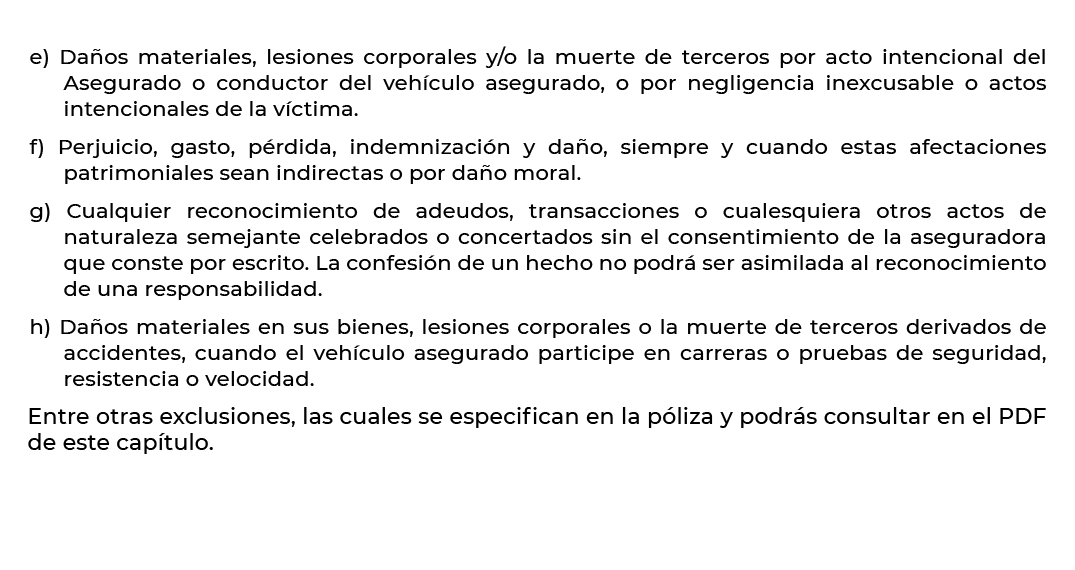 e) Daños materiales, lesiones corporales y/o la muerte de terceros por acto intencional del
Asegurado o conductor del vehículo asegurado, o por negligencia inexcusable o actos
intencionales de la víctima.
f) Perjuicio, gasto, pérdida, indemnización y daño, siempre y cuando estas afectaciones
patrimoniales sean indirectas o por daño moral.
g) Cualquier reconocimiento de adeudos, transacciones o cualesquiera otros actos de
naturaleza semejante celebrados o concertados sin el consentimiento de la aseguradora
que conste por escrito. La confesión de un hecho no podrá ser asimilada al reconocimiento
de una responsabilidad.
h) Daños materiales en sus bienes, lesiones corporales o la muerte de terceros derivados de
accidentes, cuando el vehículo asegurado participe en carreras o pruebas de seguridad,
resistencia o velocidad.
Entre otras exclusiones, las cuales se especifican en la póliza y podrás consultar en el PDF
de este capítulo.